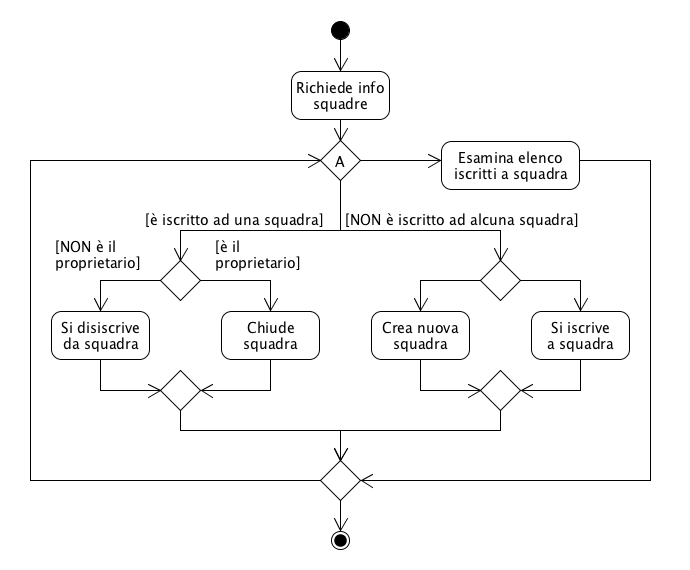 Richiede info
squadre
A
Esamina elenco
iscritti a squadra
[è iscritto ad una squadra]
[NON è iscritto ad alcuna squadra]
[NON è il
proprietario]
[è il
proprietario]
Si disiscrive
da squadra
Chiude
squadra
Crea nuova
squadra
Si iscrive
a squadra